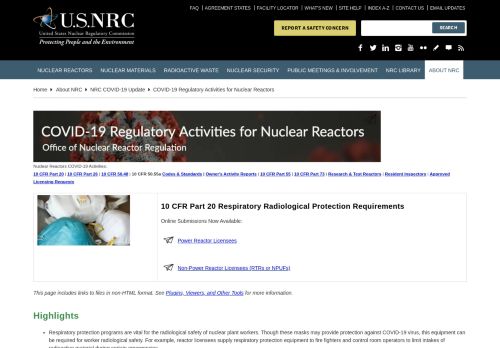 FAQ | AGREEMENT STATES | FACILITY LOCATOR | WHAT'S NEW | SITE HELP | INDEX A-Z | CONTACT US | EMAIL UPDATES
U.S.NRC
United States Nuclear Regulatory Commission
Protecting People and the Environment
REPORT A SAFETY CONCERN
SEARCH
NUCLEAR REACTORS NUCLEAR MATERIALS RADIOACTIVE WASTE NUCLEAR SECURITY PUBLIC MEETINGS & INVOLVEMENT NRC LIBRARY ABOUT NRC
Home About NRC NRC COVID-19 Update COVID-19 Regulatory Activities for Nuclear Reactors
COVID-19 Regulatory Activities for Nuclear Reactors
Office of Nuclear Reactor Regulation
Nuclear Reactors COVID-19 Activities:
10 CFR Part 20 | 10 CFR Part 26 | 10 CFR 50.48 | 10 CFR 50.55a Codes & Standards | Owner's Activity Reports | 10 CFR Part 55 | 10 CFR Part 73 | Research & Test Reactors | Resident Inspectors | Approved
Licensing Requests
10 CFR Part 20 Respiratory Radiological Protection Requirements
Online Submissions Now Available:
Power Reactor Licensees
Non-Power Reactor Licensees (RTRs or NPUFs)
This page includes links to files in non-HTML format. See Plugins, Viewers, and Other Tools for more information.
Highlights
Respiratory protection programs are vital for the radiological safety of nuclear plant workers. Though these masks may provide protection against COVID-19 virus, this equipment can
be required for worker radiological safety. For example, reactor licensees supply respiratory protection equipment to fire fighters and control room operators to limit intakes of